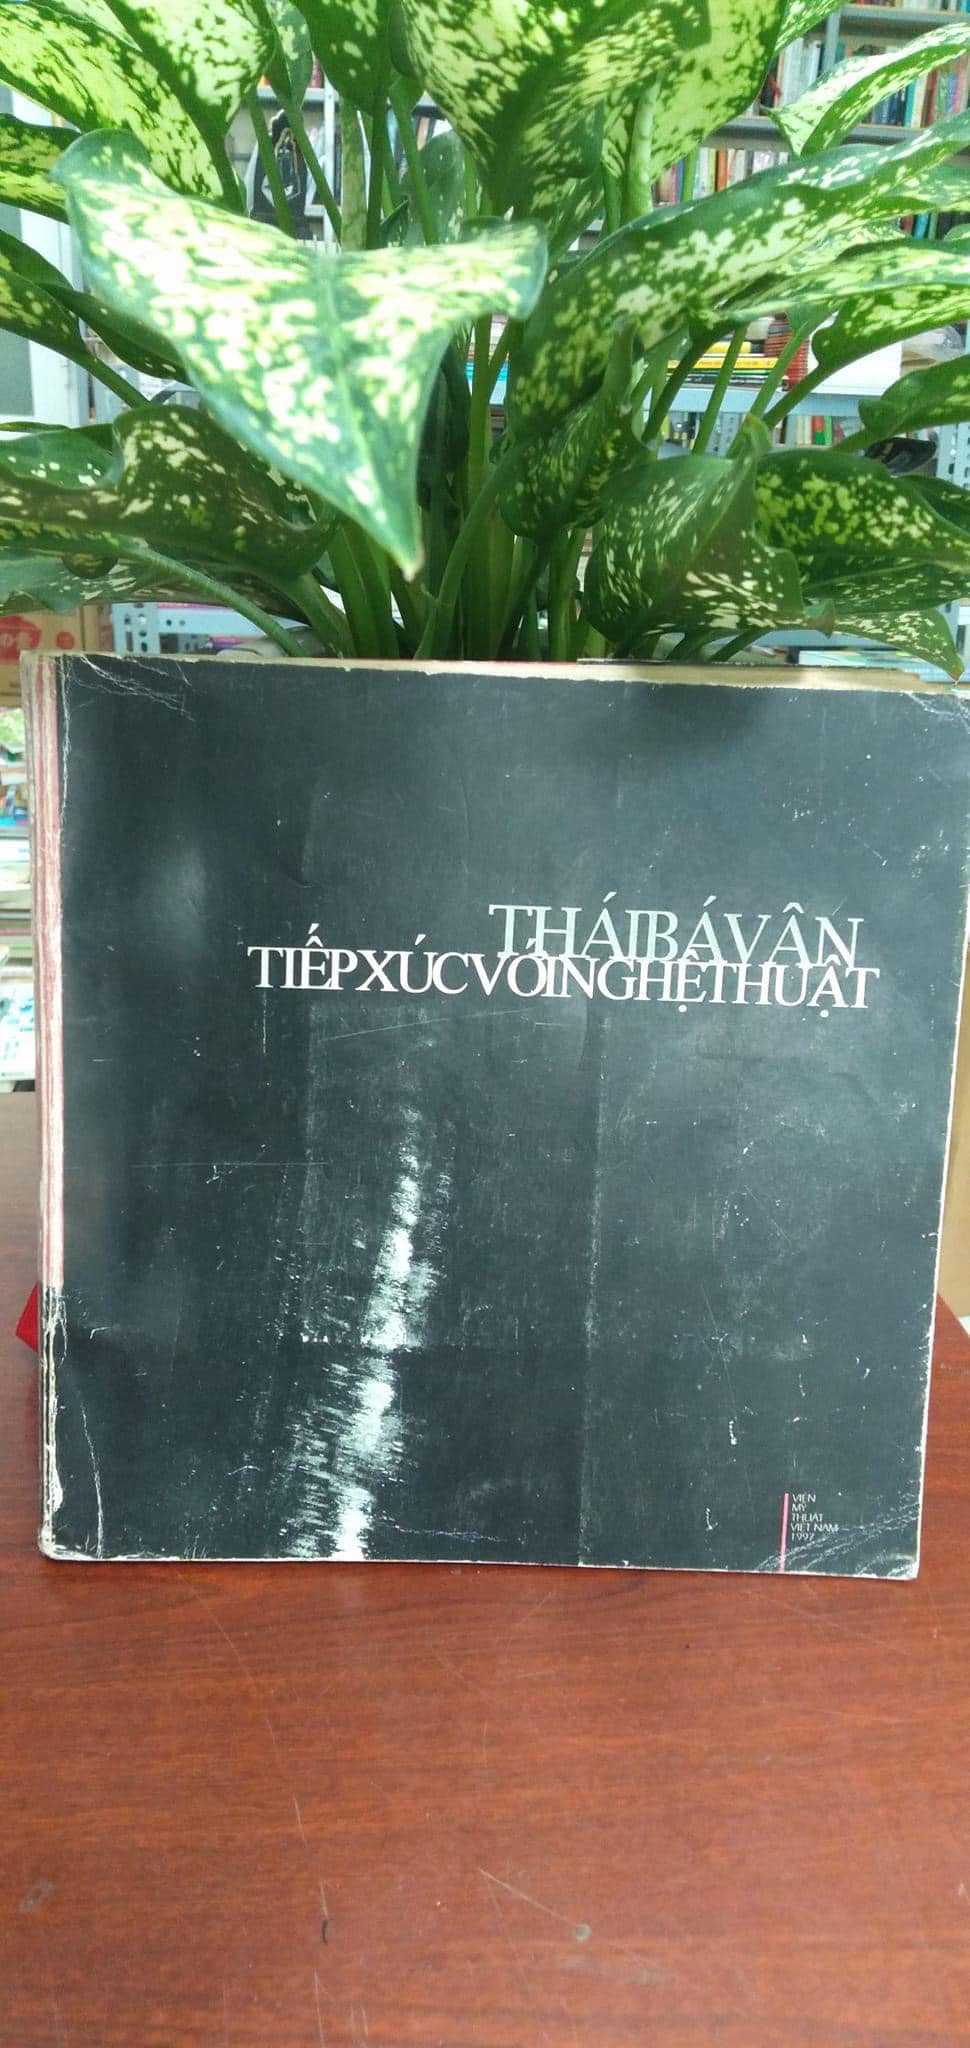 THÁI BÁ VÂN
TIẾP XÚC VỚI NGHỆ THUẬT
VIỆN
MỸ
THUẬT
VIỆT NAM
1997